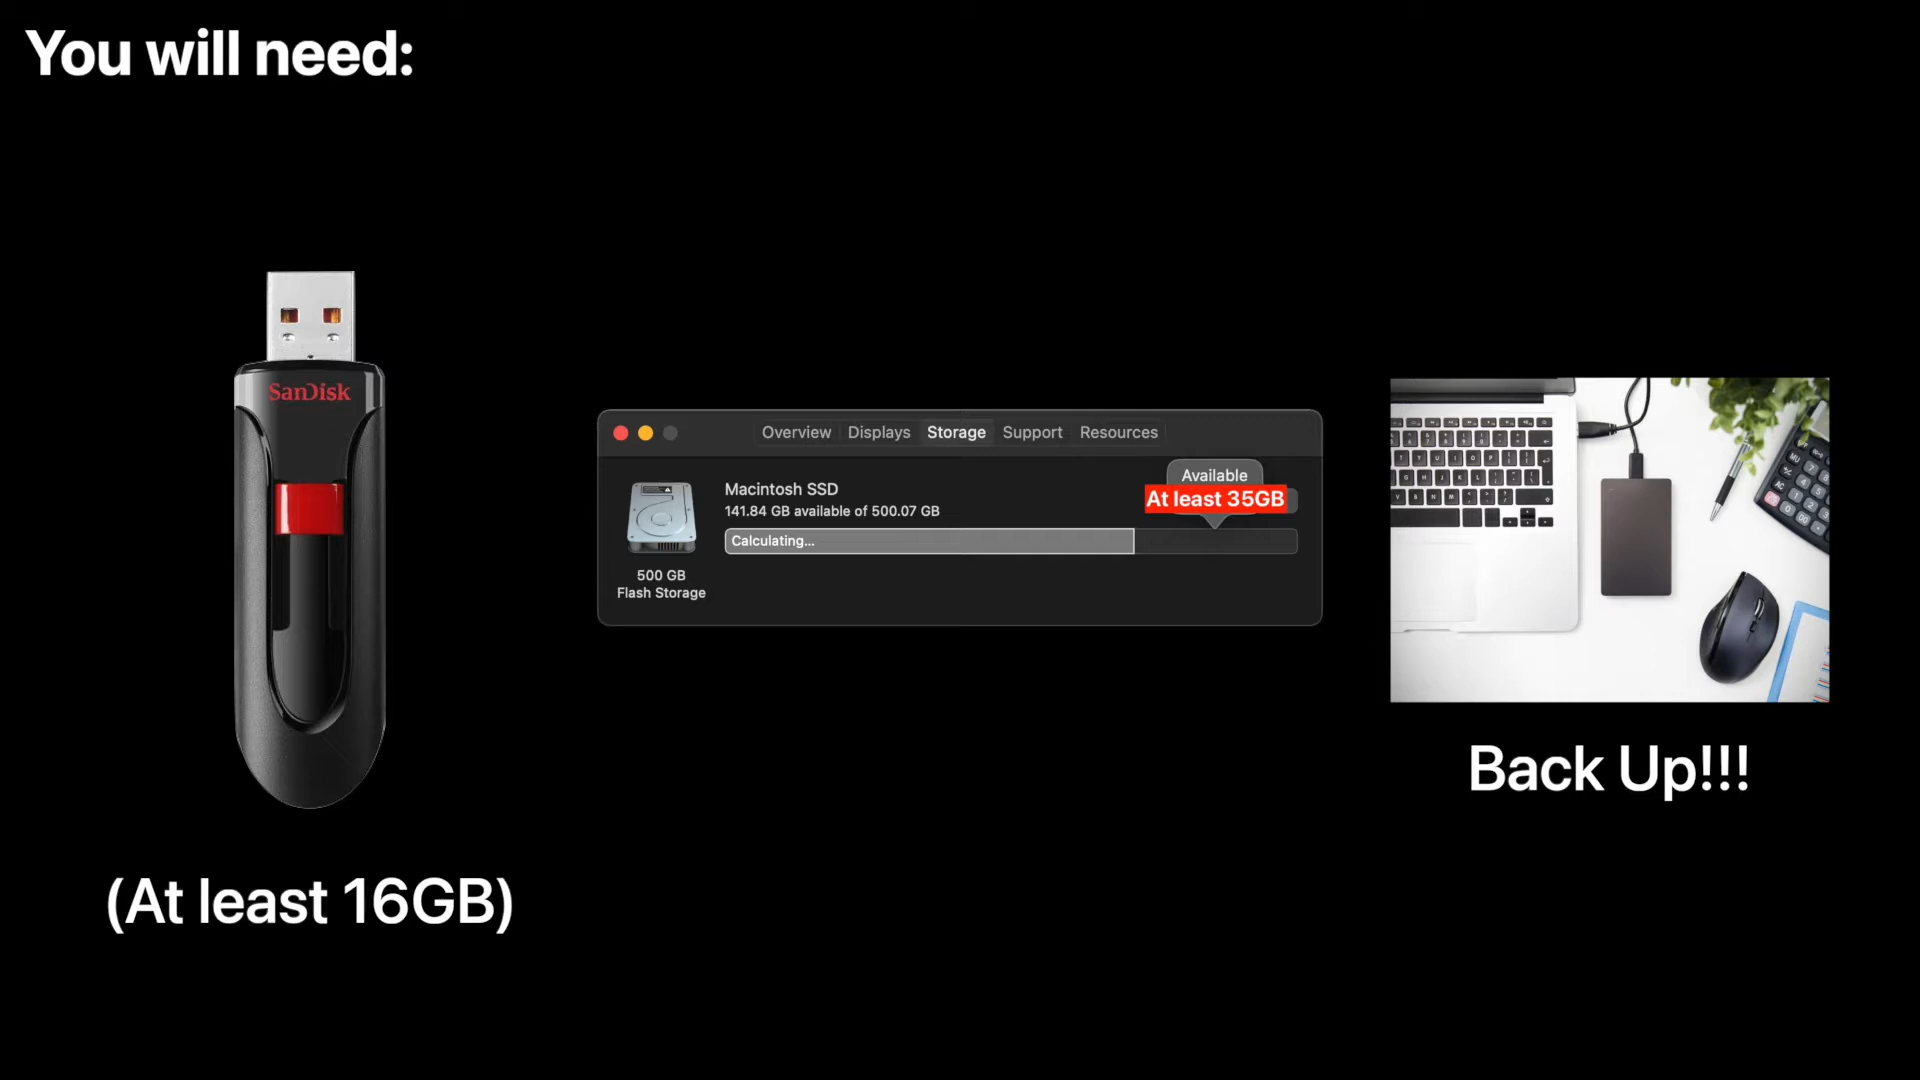 You will need:
SanDisk
(At least 16GB)
Overview Displays Storage Support Resources
Available
At least 35GB
Macintosh SSD
141.84 GB available of 500.07 GB
Calculating...
500 GB
Flash Storage
Back Up!!!